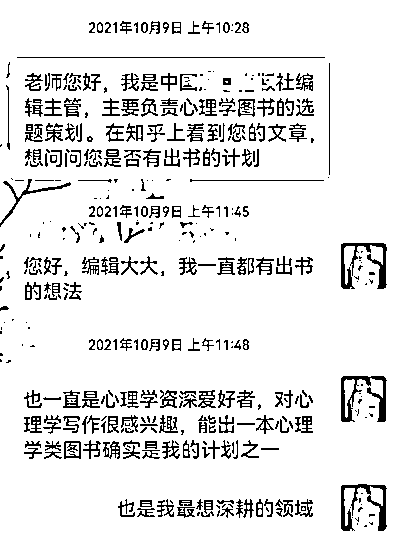 2021年10月9日 上午10:28
老师您好，我是中国社编
辑主管，主要负责心理学图书的选
题策划。在知乎上看到您的文章，
想问问您是否有出书的计划
2021年10月9日 上午11:45
您好，编辑大大，我一直都有出书
的想法
2021年10月9日 上午11:48
也一直是心理学资深爱好者，对心
理学写作很感兴趣，能出一本心理
学类图书确实是我的计划之一
也是我最想深耕的领域